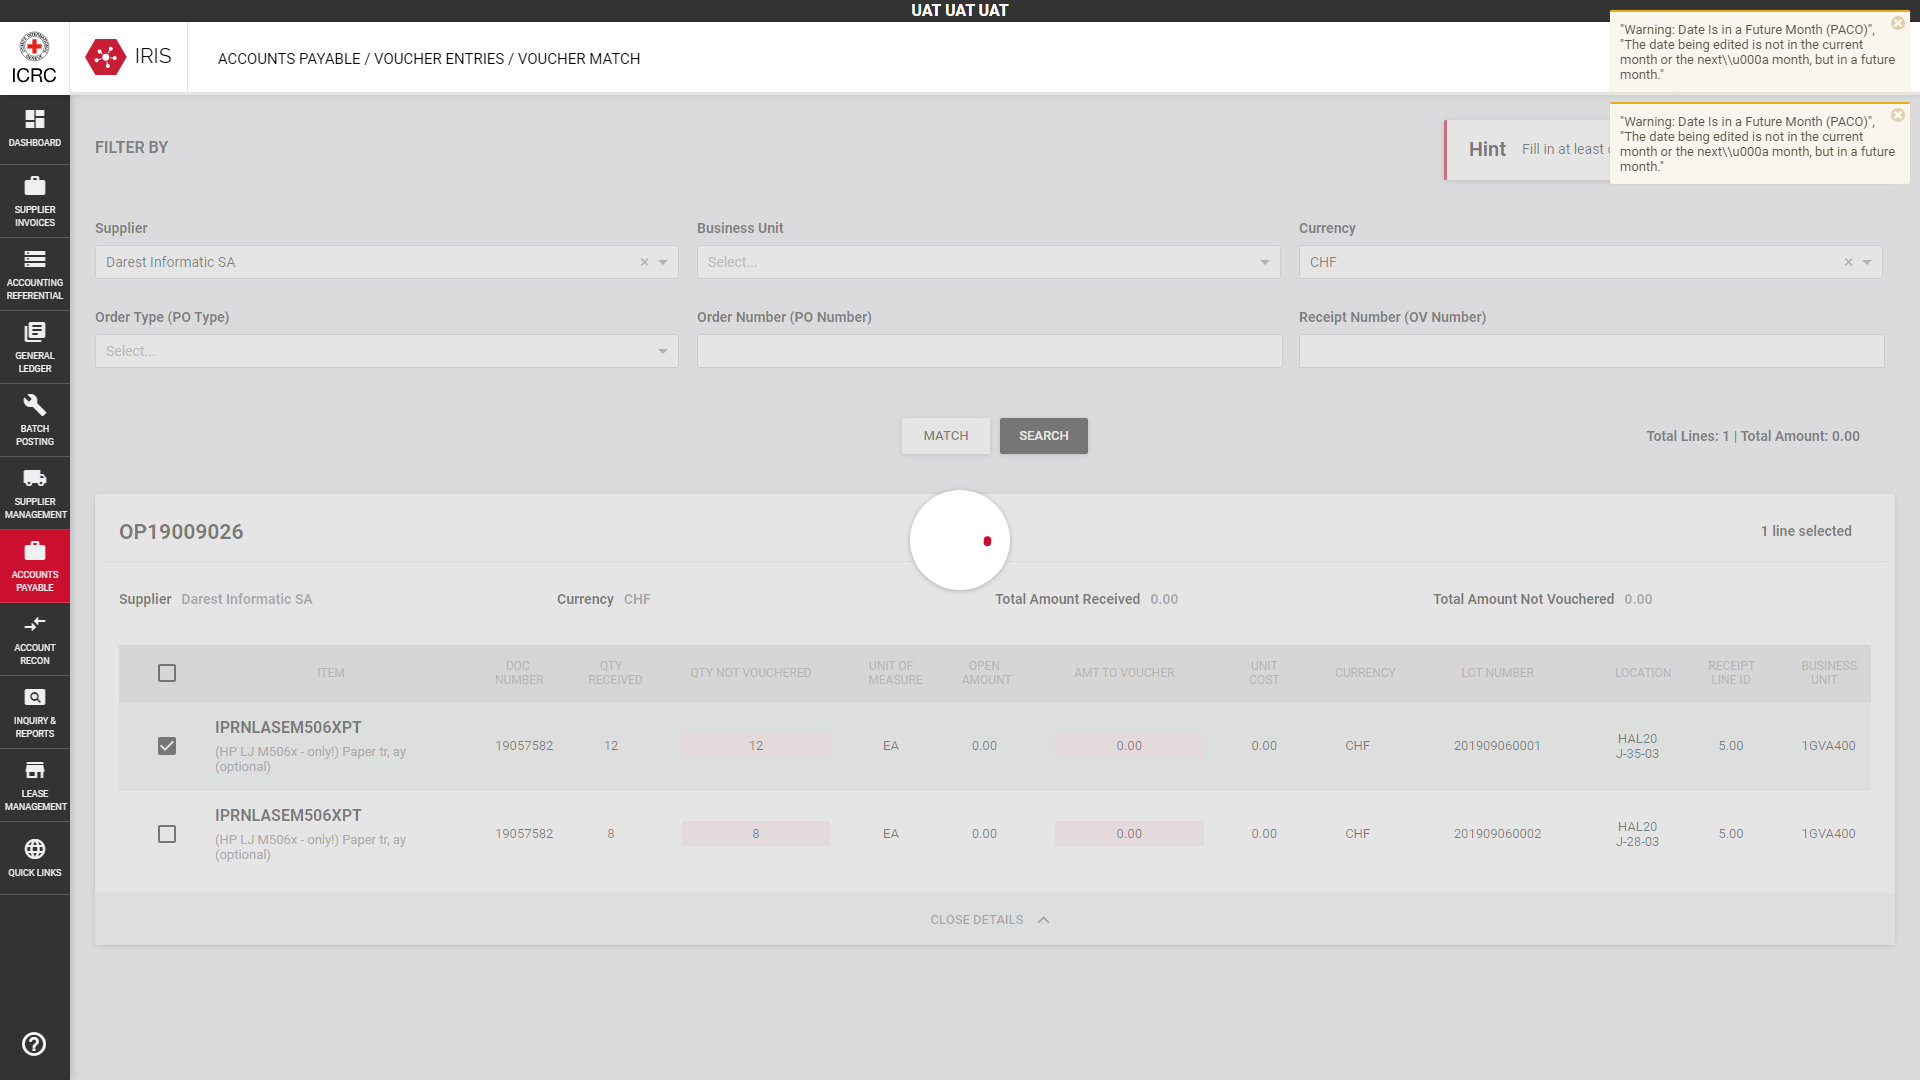 UAT UAT UAT
ICRC
IRIS
ACCOUNTS PAYABLE / VOUCHER ENTRIES / VOUCHER MATCH
"Warning: Date Is in a Future Month (PACO)",
"The date being edited is not in the current
month or the next\\u000a month, but in a future
month."
"Warning: Date Is in a Future Month (PACO)",
"The date being edited is not in the current
month or the next\\u000a month, but in a future
month."
DASHBOARD
SUPPLIER
INVOICES
ACCOUNTING
REFERENTIAL
GENERAL
LEDGER
BATCH
POSTING
SUPPLIER
MANAGEMENT
ACCOUNTS
PAYABLE
ACCOUNT
RECON
INQUIRY &
REPORTS
LEASE
MANAGEMENT
QUICK LINKS
FILTER BY
Hint Fill in at least
Supplier
Business Unit
Currency
Darest Informatic SA
Select...
CHF
Order Type (PO Type)
Order Number (PO Number)
Receipt Number (OV Number)
Select...
MATCH
SEARCH
Total Lines: 1 | Total Amount: 0.00
OP19009026
1 line selected
Supplier Darest Informatic SA
Currency CHF
Total Amount Received 0.00
Total Amount Not Vouchered 0.00
ITEM
DOC
NUMBER
QTY
RECEIVED
QTY NOT VOUCHERED
UNIT OF
MEASURE
OPEN
AMOUNT
AMT TO VOUCHER
UNIT
COST
CURRENCY
LOT NUMBER
LOCATION
RECEIPT
LINE ID
BUSINESS
UNIT
IPRNLASEM506XPT
(HP LJ M506x - only!) Paper tr, ay
(optional)
19057582
12
12
EA
0.00
0.00
0.00
CHF
201909060001
HAL20
J-35-03
5.00
1GVA400
IPRNLASEM506XPT
(HP LJ M506x - only!) Paper tr, ay
(optional)
19057582
8
8
EA
0.00
0.00
0.00
CHF
201909060002
HAL20
J-28-03
5.00
1GVA400
CLOSE DETAILS